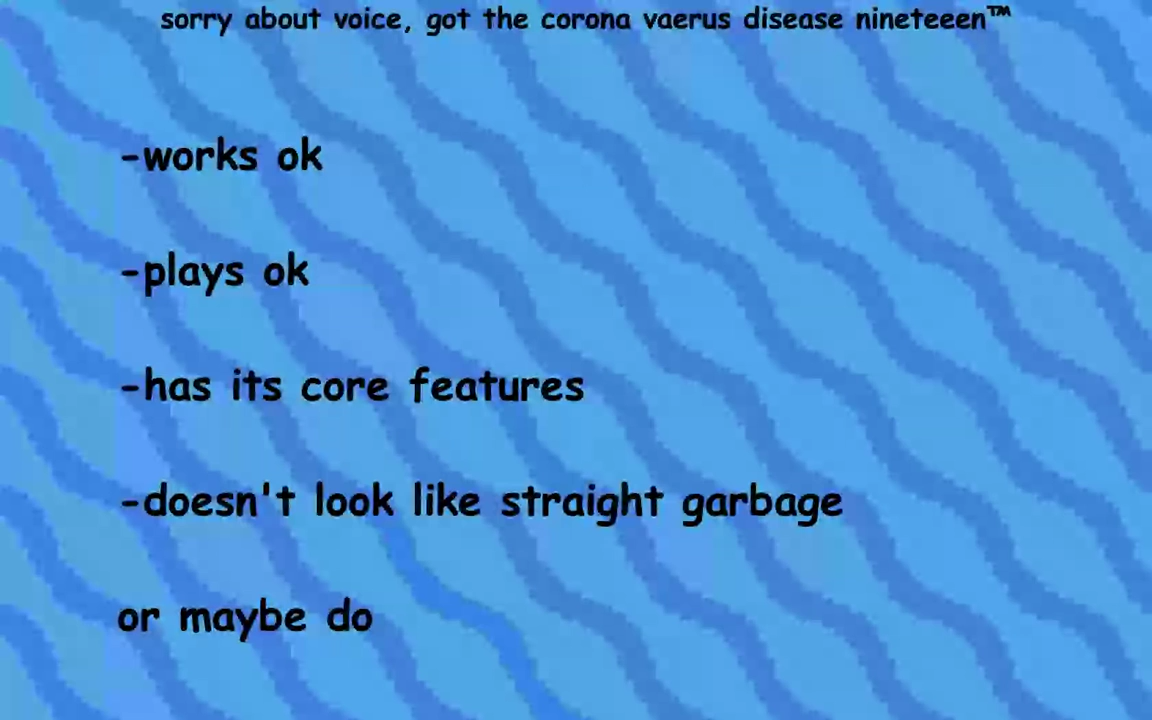 sorry about voice, got the corona vaerus disease nineteeen™
-works ok
-plays ok
-has its core features
-doesn't look like straight garbage
or maybe do